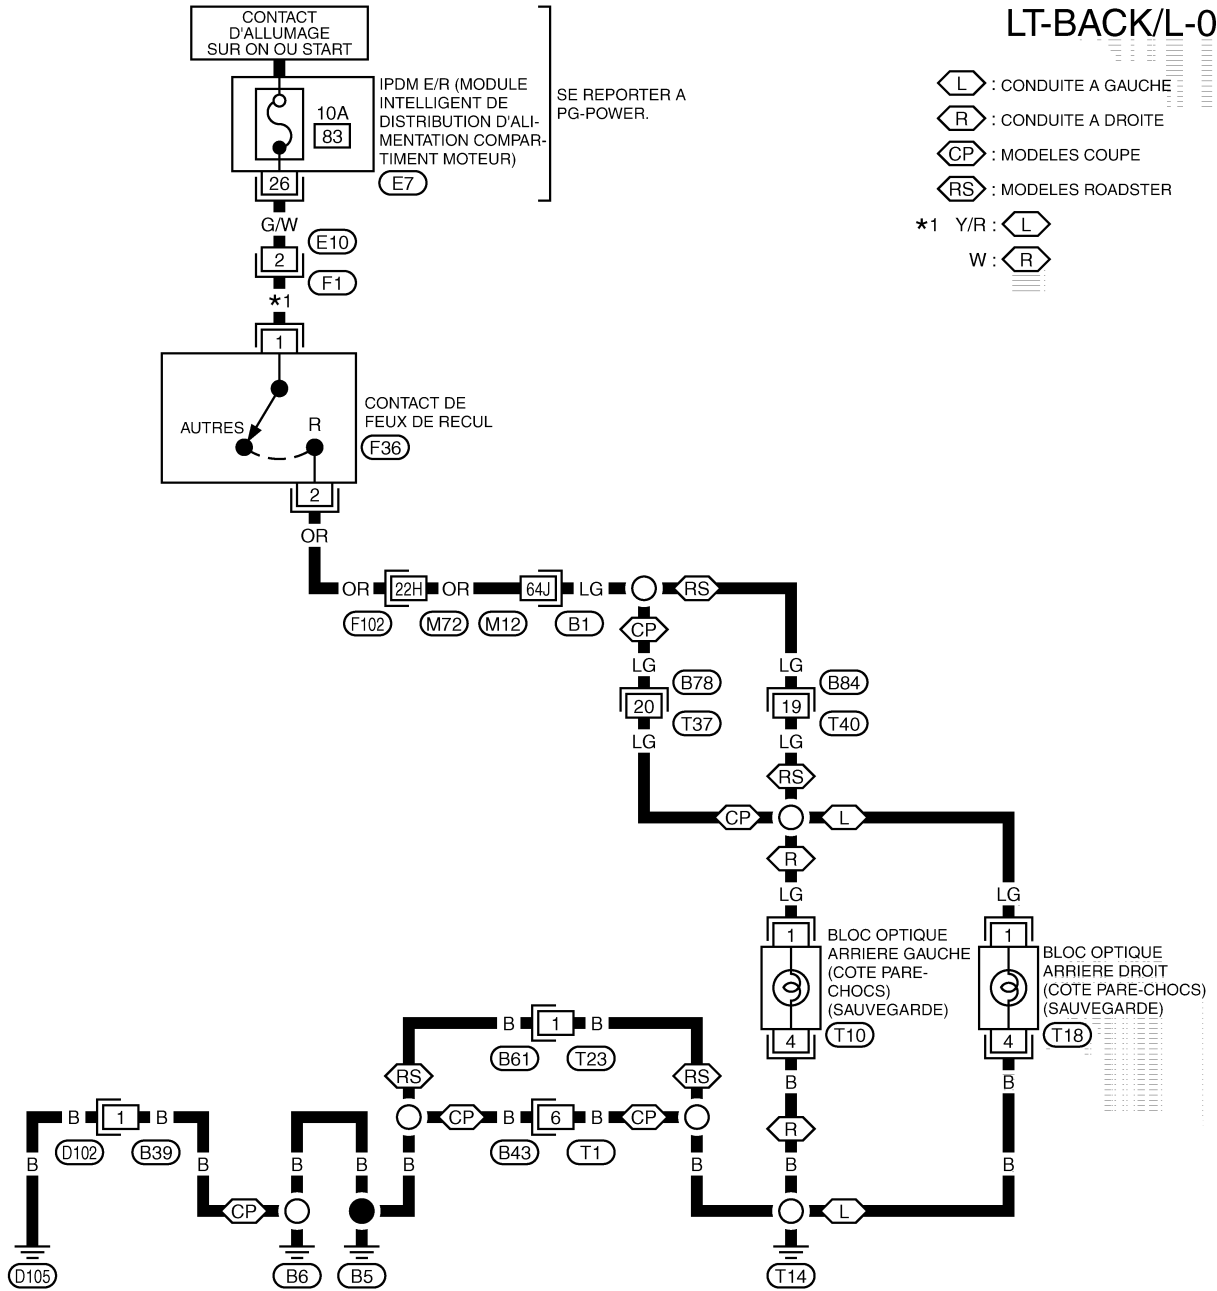 LT-BACK/L-0
CONTACT
D'ALLUMAGE
SUR ON OU START
IPDM E/R (MODULE
INTELLIGENT DE
DISTRIBUTION D'ALI-
MENTATION COMPAR-
TIMENT MOTEUR)
10A
83
SE REPORTER A
PG-POWER.
26
E7
L : CONDUITE A GAUCHE
R : CONDUITE A DROITE
CP : MODELES COUPE
RS : MODELES ROADSTER
*1 Y/R : L
W : R
G/W
E10
2
F1
*1
1
AUTRES
R
CONTACT DE
FEUX DE RECUL
F36
2
OR
OR 22H OR 64J LG RS
F102 M72 M12 B1
CP
LG LG
B78 B84
20 19
T37 T40
LG LG
RS
CP L
R
LG LG
1 1
BLOC OPTIQUE
ARRIERE GAUCHE
(COTE PARE-
CHOCS)
(SAUVEGARDE)
BLOC OPTIQUE
ARRIERE DROIT
(COTE PARE-CHOCS)
(SAUVEGARDE)
4 T10 4 T18
B 1 B
B61 T23
RS RS
B B
B 1 B CP B 6 B CP
R
D102 B39 B43 T1
B B B B B B B B
CP L
D105 B6 B5 T14